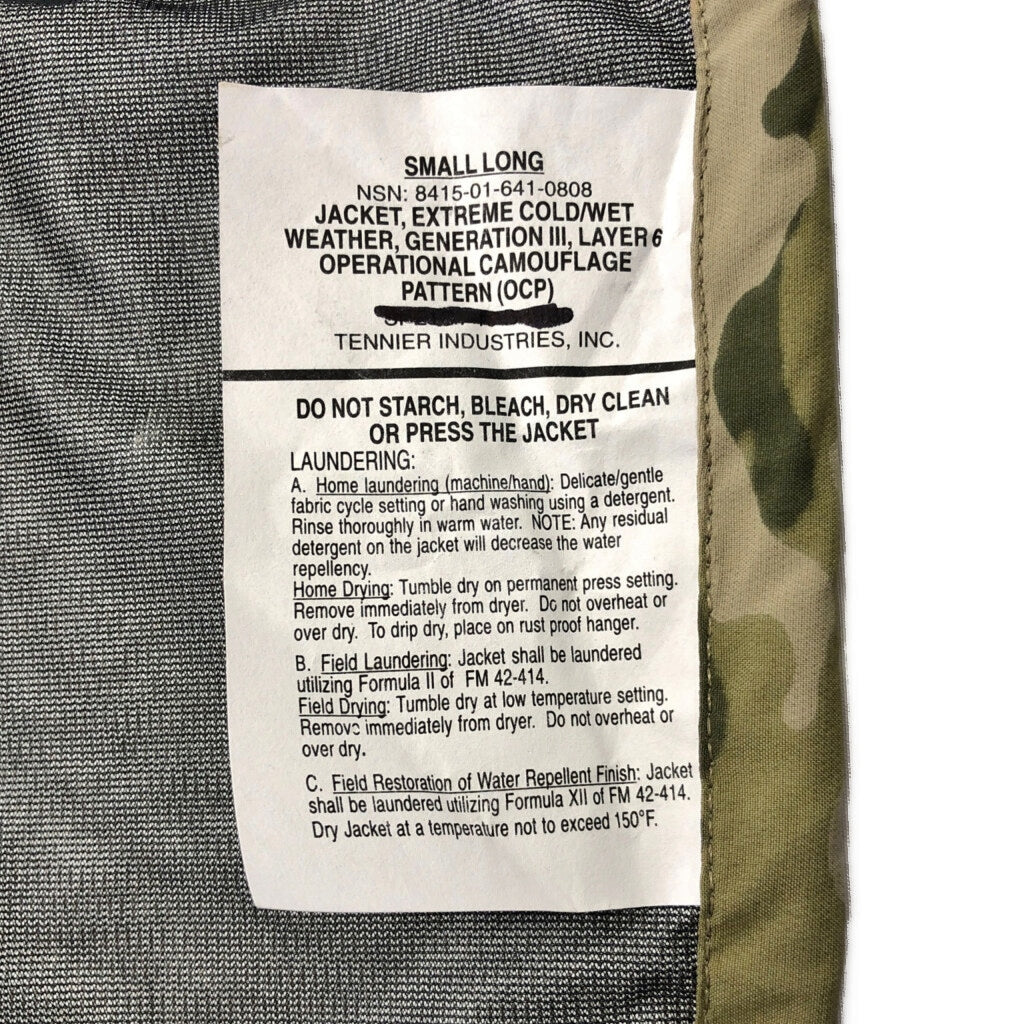 SMALL LONG
NSN: 8415-01-641-0808
JACKET, EXTREME COLD/WET
WEATHER, GENERATION III, LAYER 6
OPERATIONAL CAMOUFLAGE
PATTERN (OCP)
TENNIER INDUSTRIES, INC.
DO NOT STARCH, BLEACH, DRY CLEAN
OR PRESS THE JACKET
LAUNDERING:
A. Home laundering (machine/hand): Delicate/gentle
fabric cycle setting or hand washing using a detergent.
Rinse thoroughly in warm water. NOTE: Any residual
detergent on the jacket will decrease the water
repellency.
Home Drying: Tumble dry on permanent press setting.
Remove immediately from dryer. Do not overheat or
over dry. To drip dry, place on rust proof hanger.
B. Field Laundering: Jacket shall be laundered
utilizing Formula II of FM 42-414.
Field Drying: Tumble dry at low temperature setting.
Remove immediately from dryer. Do not overheat or
over dry.
C. Field Restoration of Water Repellent Finish: Jacket
shall be laundered utilizing Formula XII of FM 42-414.
Dry Jacket at a temperature not to exceed 150°F.